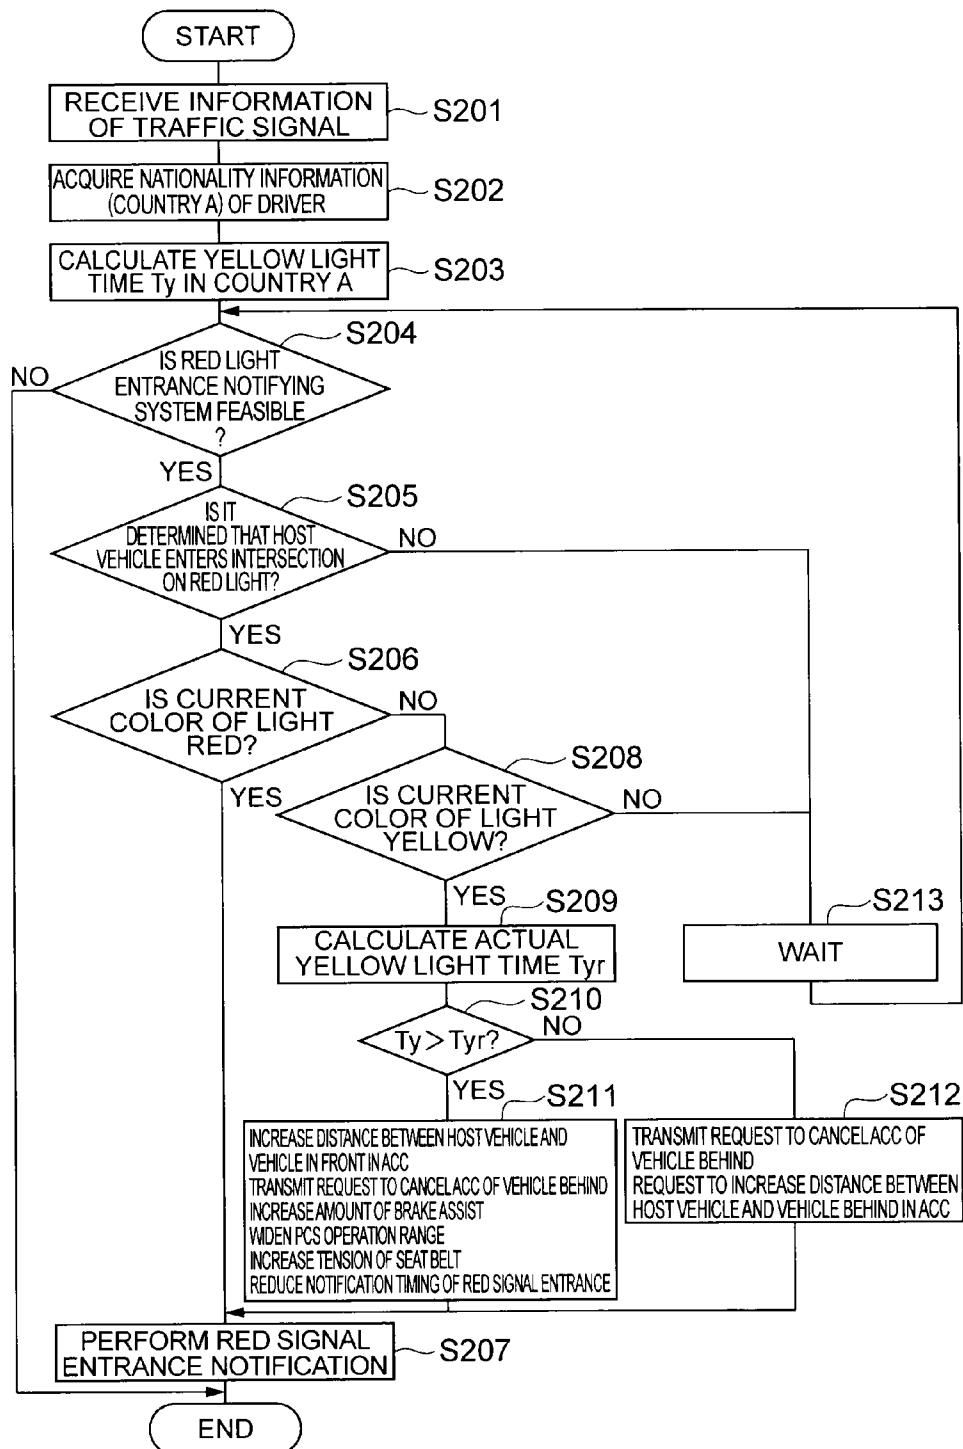 START
RECEIVE INFORMATION
OF TRAFFIC SIGNAL
S201
ACQUIRE NATIONALITY INFORMATION
(COUNTRY A) OF DRIVER
S202
CALCULATE YELLOW LIGHT
TIME Ty IN COUNTRY A
S203
S204
IS RED LIGHT
ENTRANCE NOTIFYING
SYSTEM FEASIBLE
?
NO
YES
S205
IS IT
DETERMINED THAT HOST
VEHICLE ENTERS INTERSECTION
ON RED LIGHT?
NO
YES
S206
IS CURRENT
COLOR OF LIGHT
RED?
NO
YES
S208
IS CURRENT
COLOR OF LIGHT
YELLOW?
NO
YES
S209
CALCULATE ACTUAL
YELLOW LIGHT TIME Tyr
S213
WAIT
S210
Ty > Tyr?
NO
YES
S211
INCREASE DISTANCE BETWEEN HOST VEHICLE AND
VEHICLE IN FRONT IN ACC
TRANSMIT REQUEST TO CANCEL ACC OF VEHICLE BEHIND
INCREASE AMOUNT OF BRAKE ASSIST
WIDEN PCS OPERATION RANGE
INCREASE TENSION OF SEAT BELT
REDUCE NOTIFICATION TIMING OF RED SIGNAL ENTRANCE
S212
TRANSMIT REQUEST TO CANCEL ACC OF
VEHICLE BEHIND
REQUEST TO INCREASE DISTANCE BETWEEN
HOST VEHICLE AND VEHICLE BEHIND IN ACC
PERFORM RED SIGNAL
ENTRANCE NOTIFICATION
S207
END